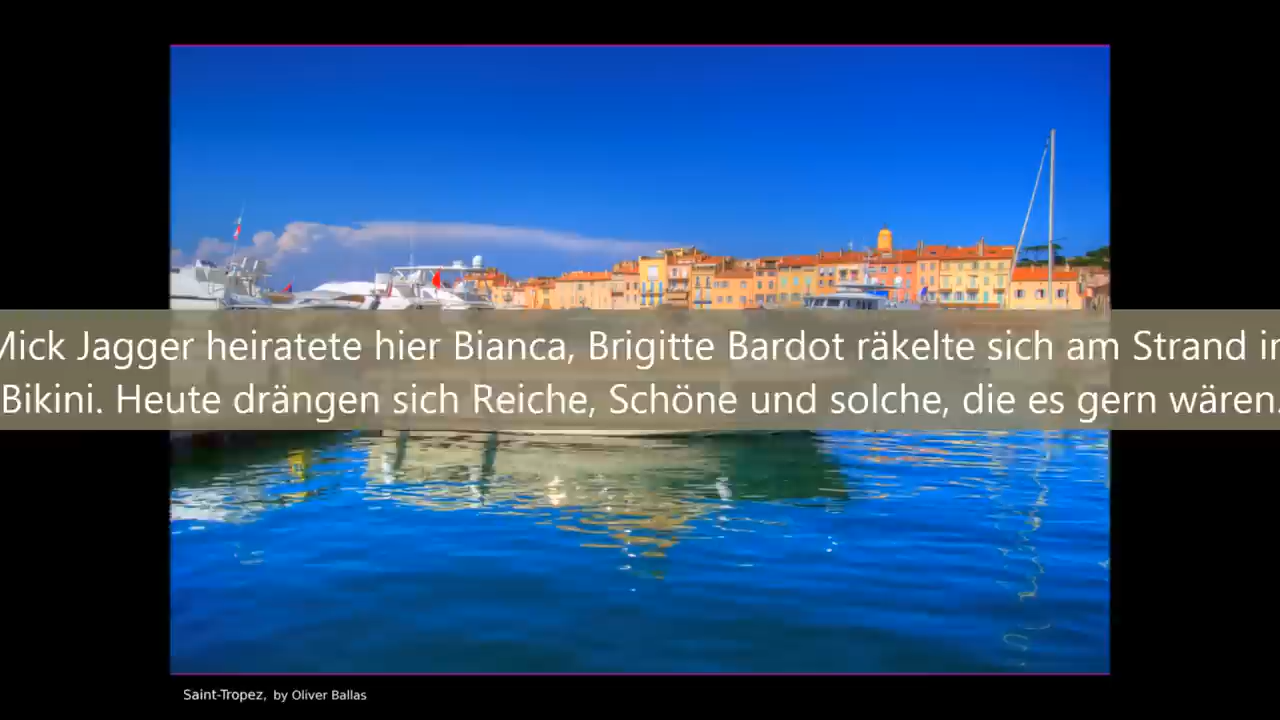 Mick Jagger heiratete hier Bianca, Brigitte Bardot räkelte sich am Strand im
Bikini. Heute drängen sich Reiche, Schöne und solche, die es gern wären.
Saint-Tropez, by Oliver Ballas